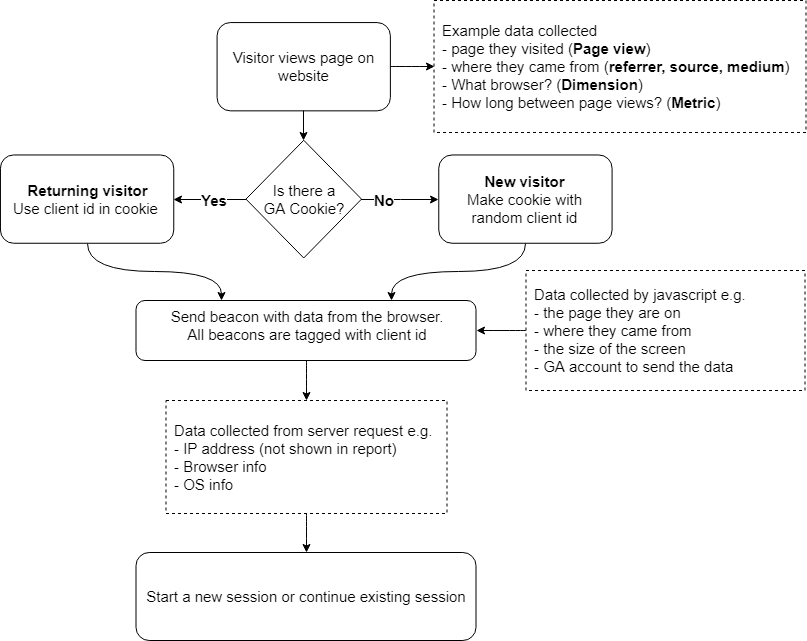 Visitor views page on
website
Example data collected
- page they visited (Page view)
- where they came from (referrer, source, medium)
- What browser? (Dimension)
- How long between page views? (Metric)
Returning visitor
Use client id in cookie
Yes
Is there a
GA Cookie?
No
New visitor
Make cookie with
random client id
Send beacon with data from the browser.
All beacons are tagged with client id
Data collected by javascript e.g.
- the page they are on
- where they came from
- the size of the screen
- GA account to send the data
Data collected from server request e.g.
- IP address (not shown in report)
- Browser info
- OS info
Start a new session or continue existing session